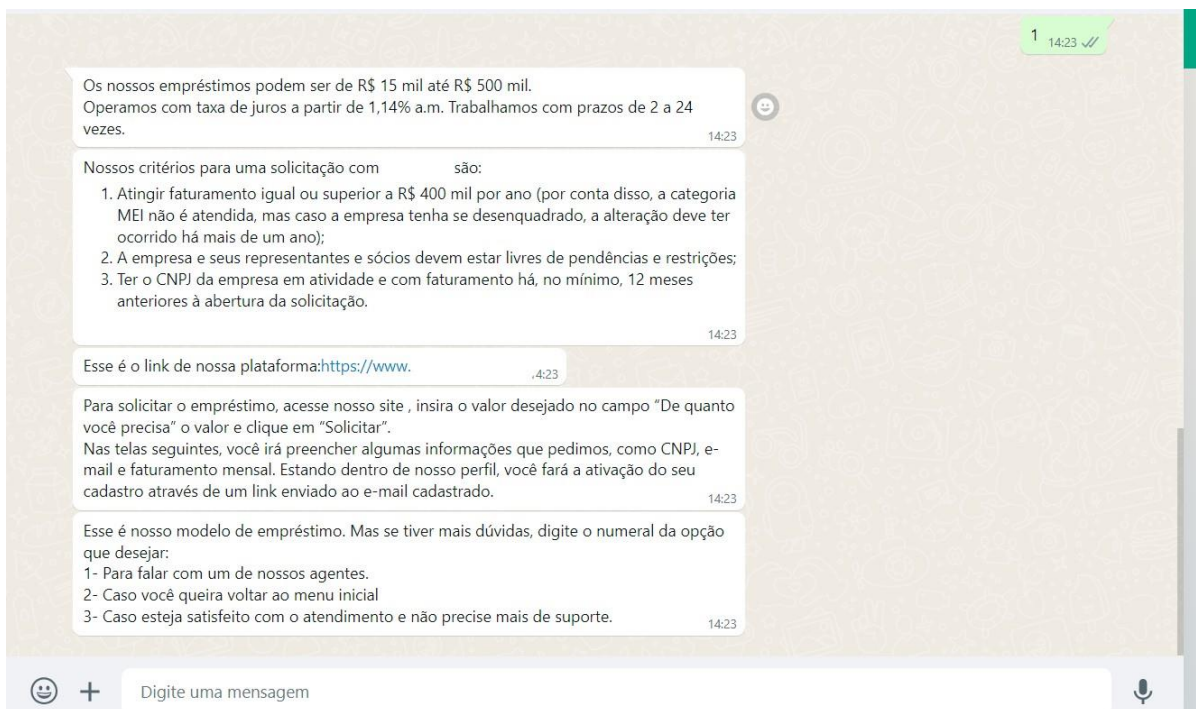 1 14:23
Os nossos empréstimos podem ser de R$ 15 mil até R$ 500 mil.
Operamos com taxa de juros a partir de 1,14% a.m. Trabalhamos com prazos de 2 a 24
vezes.
14:23
Nossos critérios para uma solicitação com são:
1. Atingir faturamento igual ou superior a R$ 400 mil por ano (por conta disso, a categoria
MEI não é atendida, mas caso a empresa tenha se desenquadrado, a alteração deve ter
ocorrido há mais de um ano);
2. A empresa e seus representantes e sócios devem estar livres de pendências e restrições;
3. Ter o CNPJ da empresa em atividade e com faturamento há, no mínimo, 12 meses
anteriores à abertura da solicitação.
14:23
Esse é o link de nossa plataforma:https://www.
4:23
Para solicitar o empréstimo, acesse nosso site , insira o valor desejado no campo “De quanto
você precisa” o valor e clique em “Solicitar”.
Nas telas seguintes, você irá preencher algumas informações que pedimos, como CNPJ, e-
mail e faturamento mensal. Estando dentro de nosso perfil, você fará a ativação do seu
cadastro através de um link enviado ao e-mail cadastrado.
14:23
Esse é nosso modelo de empréstimo. Mas se tiver mais dúvidas, digite o numeral da opção
que desejar:
1- Para falar com um de nossos agentes.
2- Caso você queira voltar ao menu inicial
3- Caso esteja satisfeito com o atendimento e não precise mais de suporte.
14:23
Digite uma mensagem